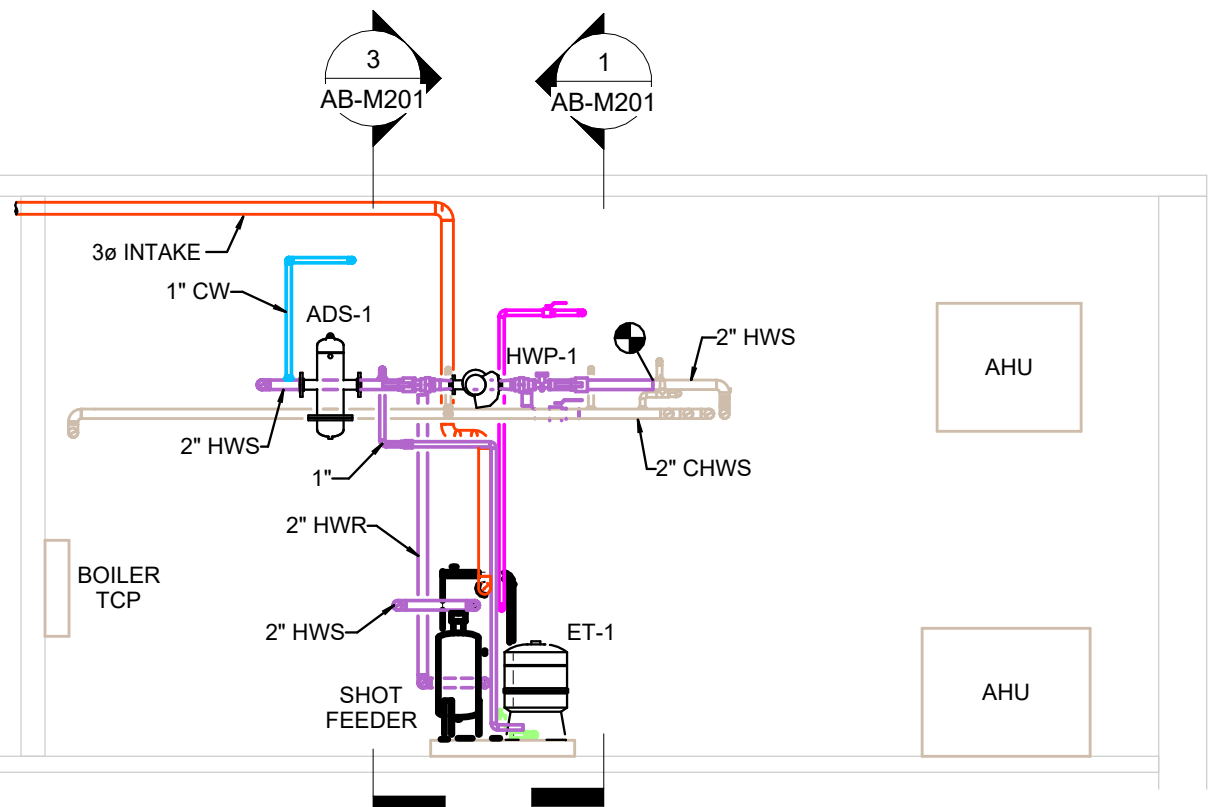 3
AB-M201
1
AB-M201
3ø INTAKE
1" CW
ADS-1
HWP-1
2" HWS
AHU
2" HWS
1"
2" CHWS
2" HWR
BOILER
TCP
2" HWS
ET-1
SHOT
FEEDER
AHU